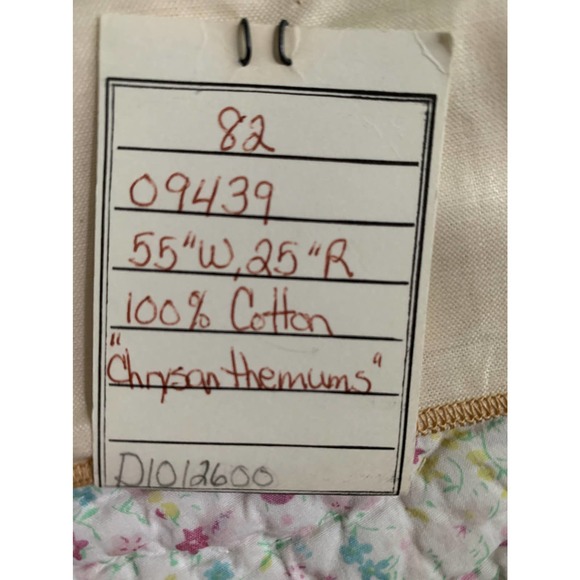 82
09439
55"W, 25"R
100% Cotton
"Chrysanthemums"
D1012600